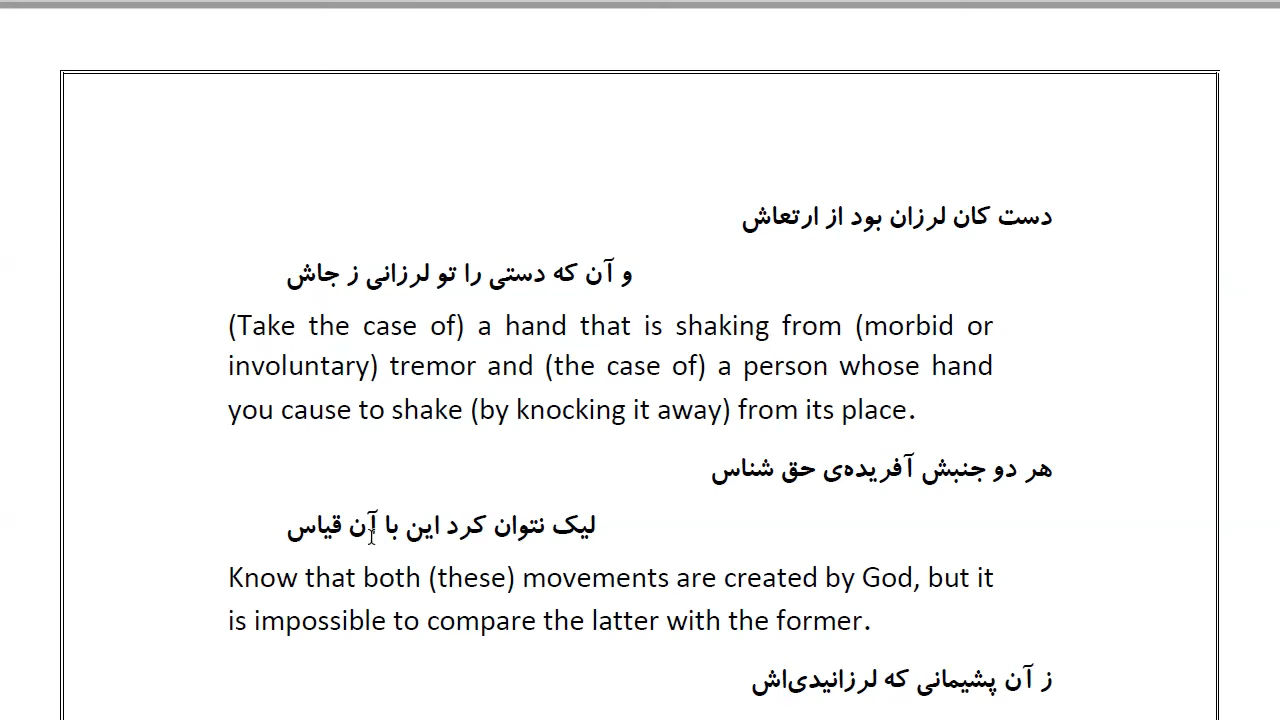 دست کان لرزان بود از ارتعاش
و آن که دستی را تو لرزانی ز جاش
(Take the case of) a hand that is shaking from (morbid or
involuntary) tremor and (the case of) a person whose hand
you cause to shake (by knocking it away) from its place.
هر دو جنبش آفریده‌ی حق شناس
لیک نتوان کرد این با آن قیاس
Know that both (these) movements are created by God, but it
is impossible to compare the latter with the former.
ز آن پشیمانی که لرزانیدی‌اش